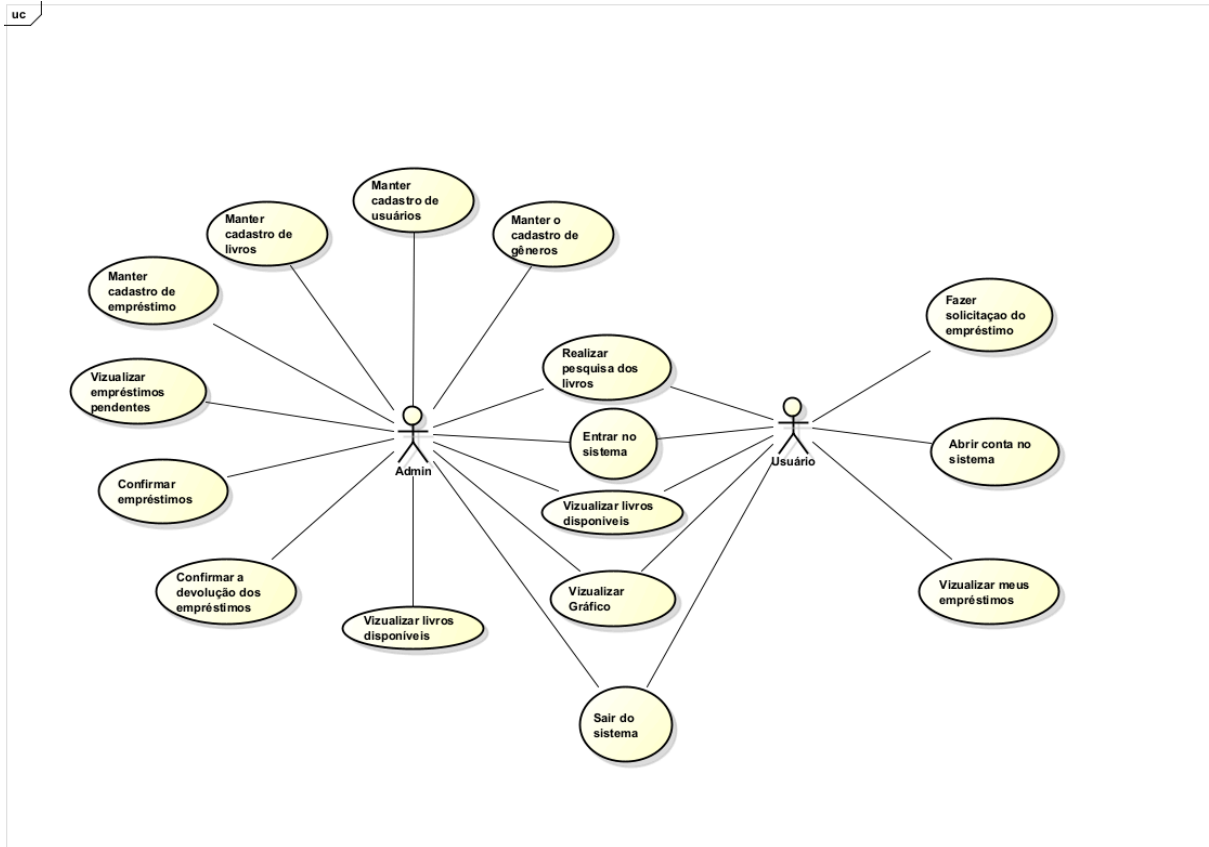 uc
Manter
cadastro de
usuários
Manter
cadastro de
livros
Manter o
cadastro de
gêneros
Manter
cadastro de
empréstimo
Fazer
solicitaçao do
empréstimo
Realizar
pesquisa dos
livros
Vizualizar
empréstimos
pendentes
Entrar no
sistema
Abrir conta no
sistema
Admin
Usuário
Confirmar
empréstimos
Vizualizar livros
disponiveis
Confirmar a
devolução dos
empréstimos
Vizualizar
Gráfico
Vizualizar meus
empréstimos
Vizualizar livros
disponíveis
Sair do
sistema